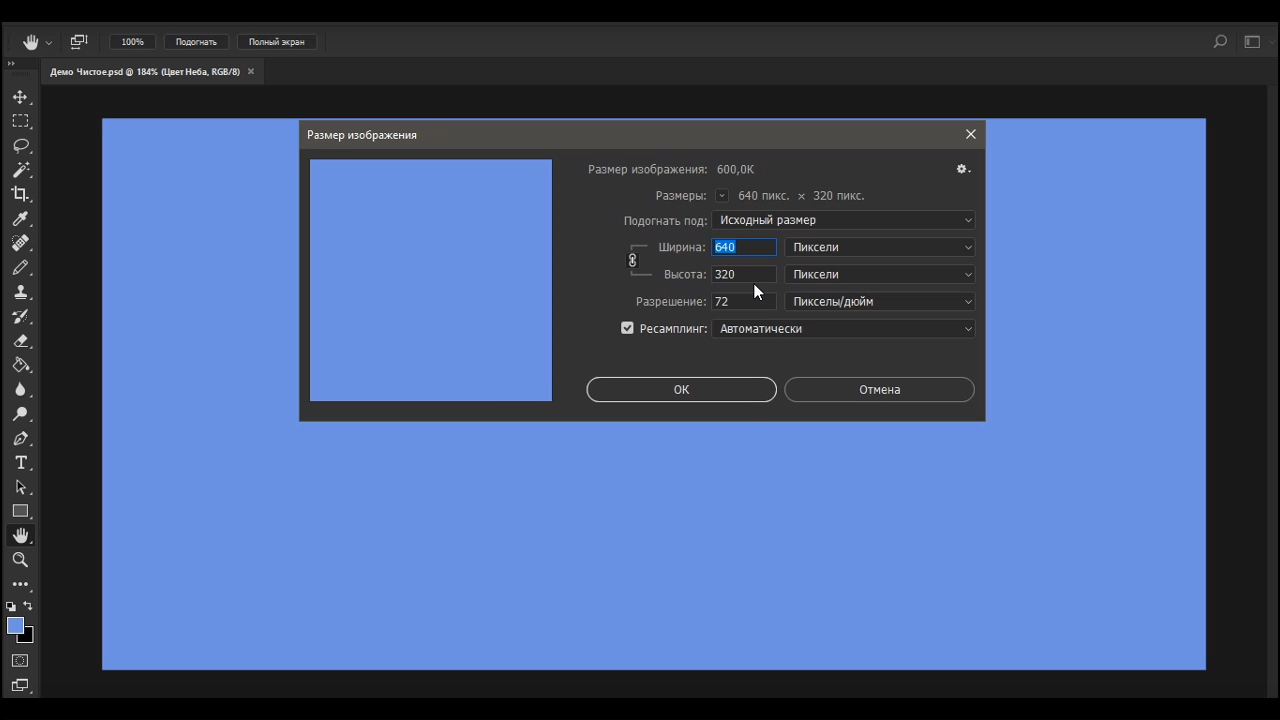 100%
Подогнать
Полный экран
Демо Чистое.psd @ 184% (Цвет Неба, RGB/8)
Размер изображения
Размер изображения: 600,0K
Размеры: 640 пикс. × 320 пикс.
Подогнать под: Исходный размер
Ширина: 640 Пиксели
Высота: 320 Пиксели
Разрешение: 72 Пикселы/дюйм
Ресамплинг: Автоматически
ОК
Отмена